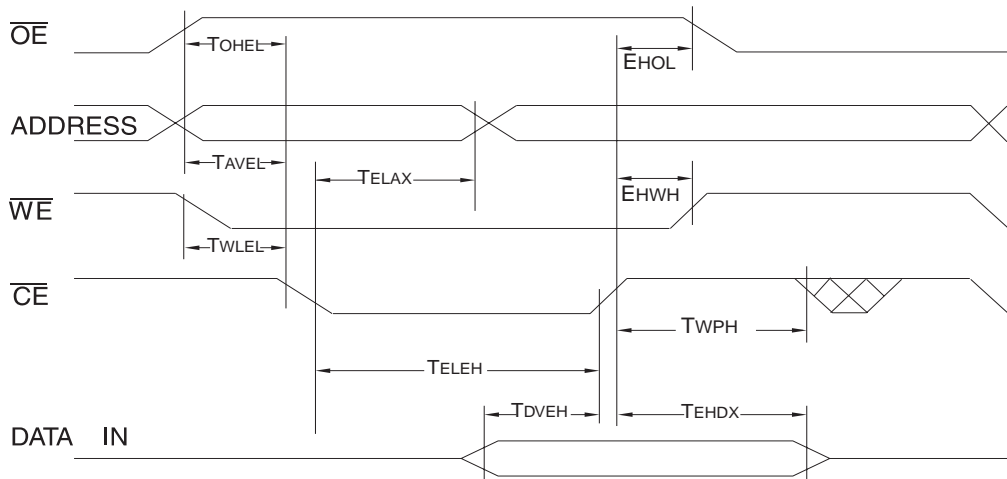 OE
TOHEL
EHOL
ADDRESS
TAVEL
TELAX
EHWH
WE
TWLEL
CE
TWPH
TELEH
TDVEH
TEHDX
DATA IN